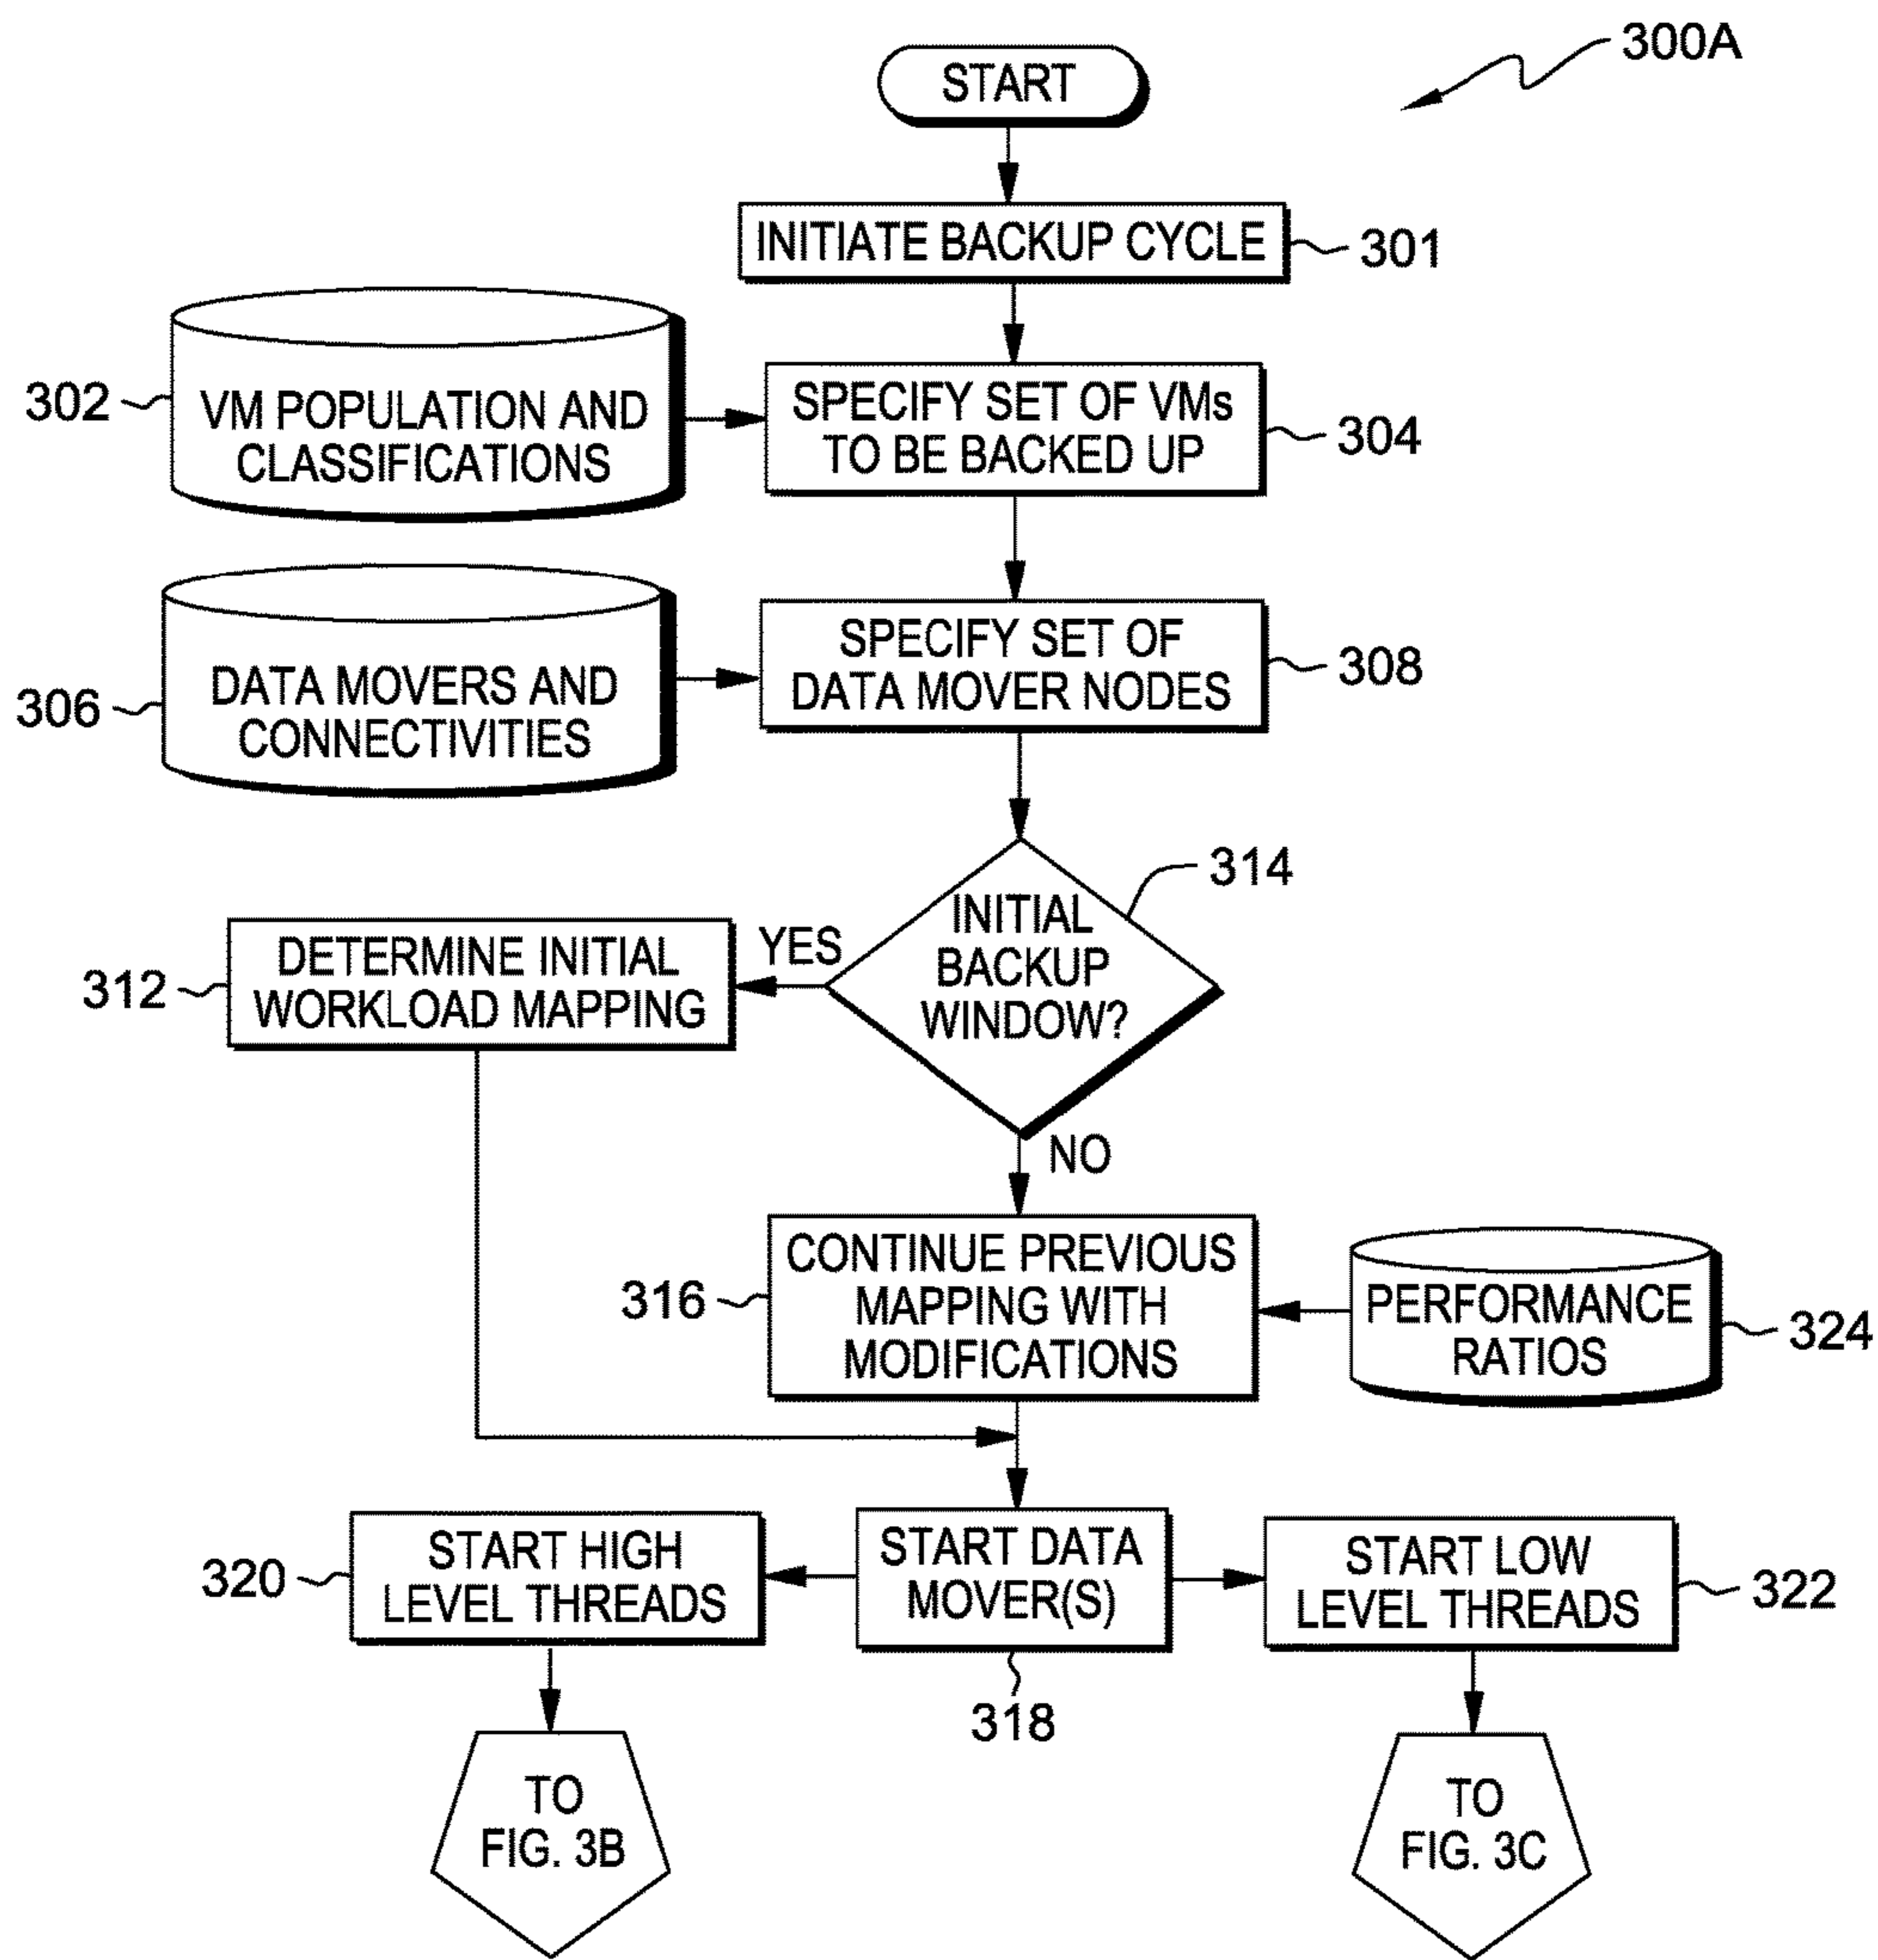 300A
START
INITIATE BACKUP CYCLE
301
302
VM POPULATION AND
CLASSIFICATIONS
SPECIFY SET OF VMs
TO BE BACKED UP
304
306
DATA MOVERS AND
CONNECTIVITIES
SPECIFY SET OF
DATA MOVER NODES
308
314
INITIAL
BACKUP
WINDOW?
YES
312
DETERMINE INITIAL
WORKLOAD MAPPING
NO
316
CONTINUE PREVIOUS
MAPPING WITH
MODIFICATIONS
PERFORMANCE
RATIOS
324
320
START HIGH
LEVEL THREADS
START DATA
MOVER(S)
318
START LOW
LEVEL THREADS
322
TO
FIG. 3B
TO
FIG. 3C